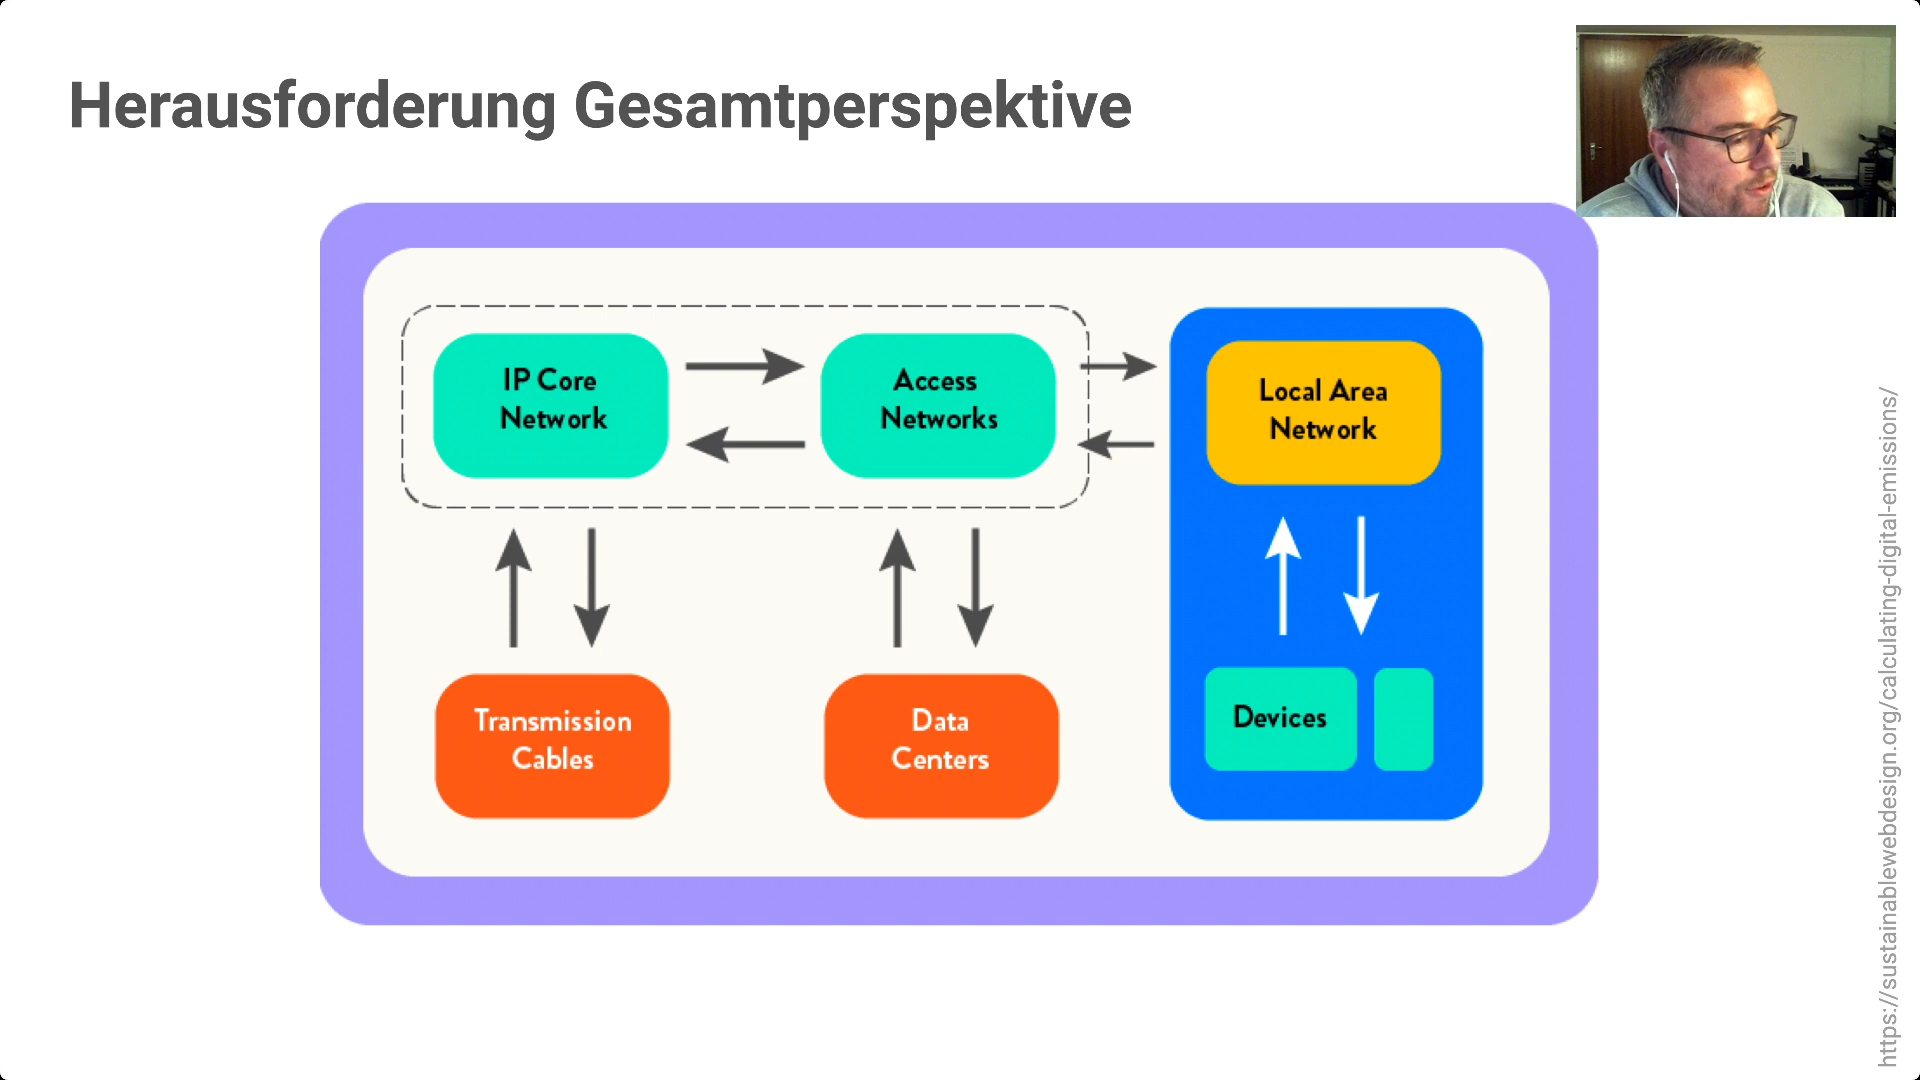 Herausforderung Gesamtperspektive
IP Core
Network
Access
Networks
Local Area
Network
Transmission
Cables
Data
Centers
Devices
https://sustainablewebdesign.org/calculating-digital-emissions/